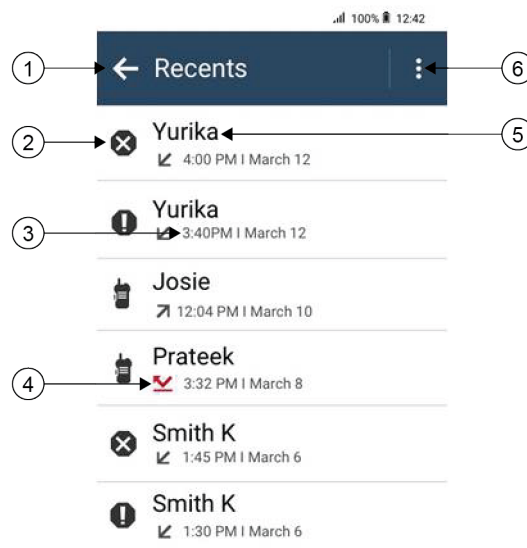 100% 12:42
1 Recents 6
2 Yurika 5
4:00 PM I March 12
Yurika
3 3:40PM I March 12
Josie
12:04 PM I March 10
Prateek
4 3:32 PM I March 8
Smith K
1:45 PM I March 6
Smith K
1:30 PM I March 6